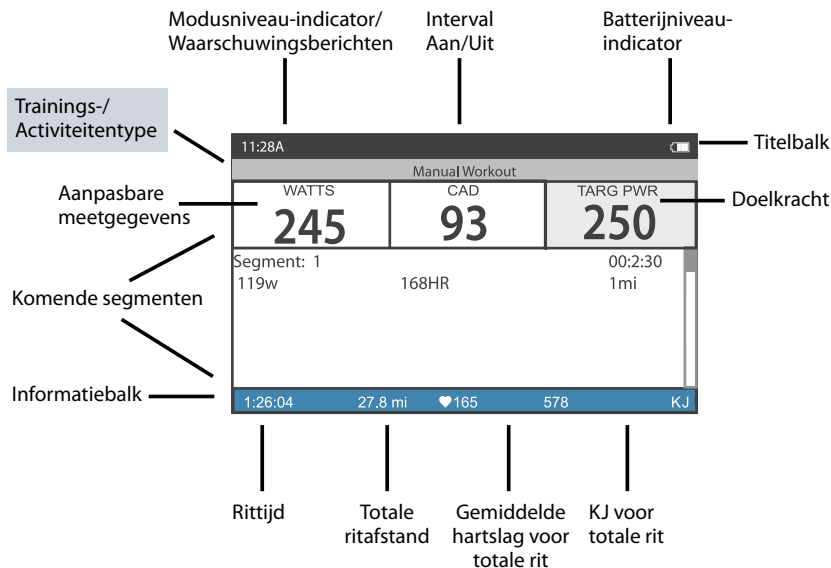 Modusniveau-indicator/
Waarschuwingsberichten
Interval
Aan/Uit
Batterijniveau-
indicator
Trainings-/
Activiteitentype
11:28A
Titelbalk
Manual Workout
Aanpasbare
meetgegevens
WATTS
CAD
TARG PWR
Doelkracht
245
93
250
Segment: 1 00:2:30
119w 168HR 1mi
Komende segmenten
Informatiebalk
1:26:04 27.8 mi 165 578 KJ
Rittijd
Totale
ritafstand
Gemiddelde
hartslag voor
totale rit
KJ voor
totale rit